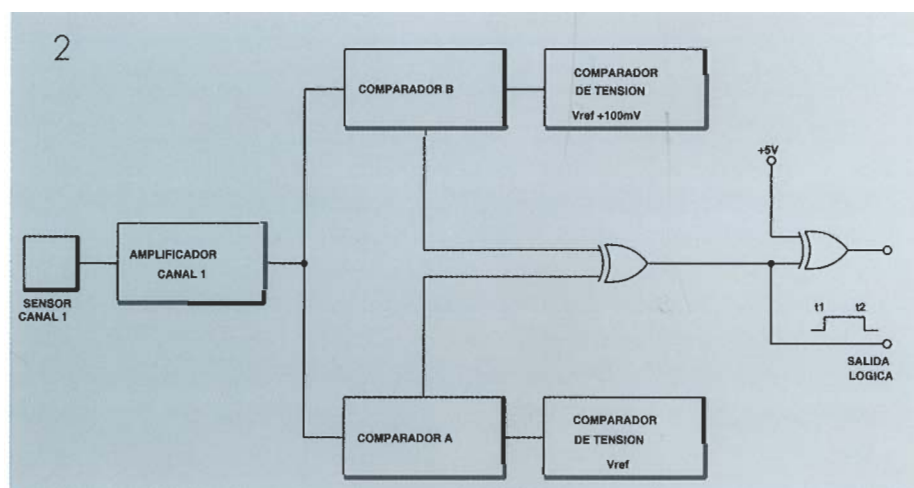 2
COMPARADOR B
COMPARADOR
DE TENSION
Vref +100mV
+5V
AMPLIFICADOR
CANAL 1
SENSOR
CANAL 1
t1 t2
SALIDA
LOGICA
COMPARADOR A
COMPARADOR
DE TENSION
Vref